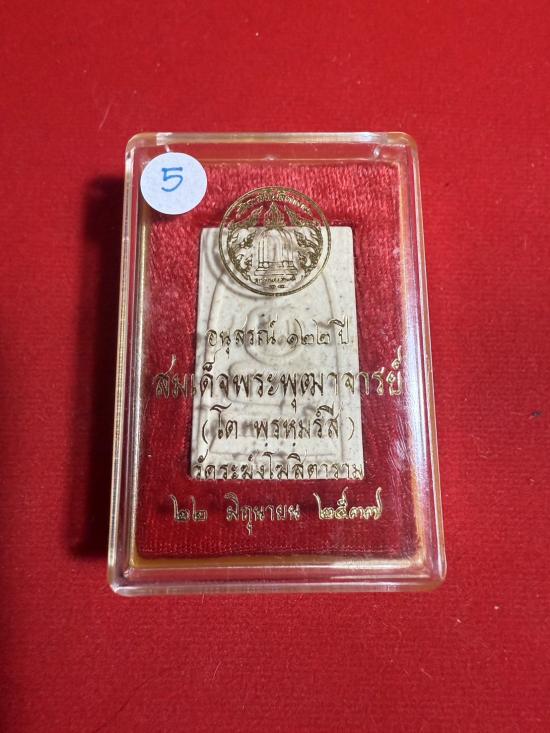 5
อนุสรณ์ ๑๒๒ ปี
สมเด็จพระพุฒาจารย์
(โต พฺรหฺมรํสี)
วัดระฆังโฆสิตาราม
๒๒ มิถุนายน ๒๕๓๗